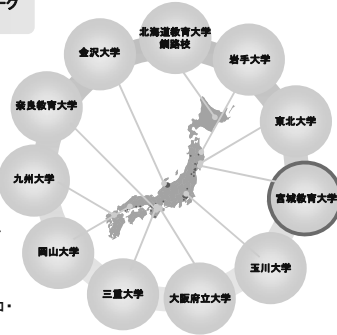 ーク
北海道教育大学
釧路校
岩手大学
東北大学
宮城教育大学
玉川大学
大阪府立大学
三重大学
岡山大学
九州大学
奈良教育大学
金沢大学